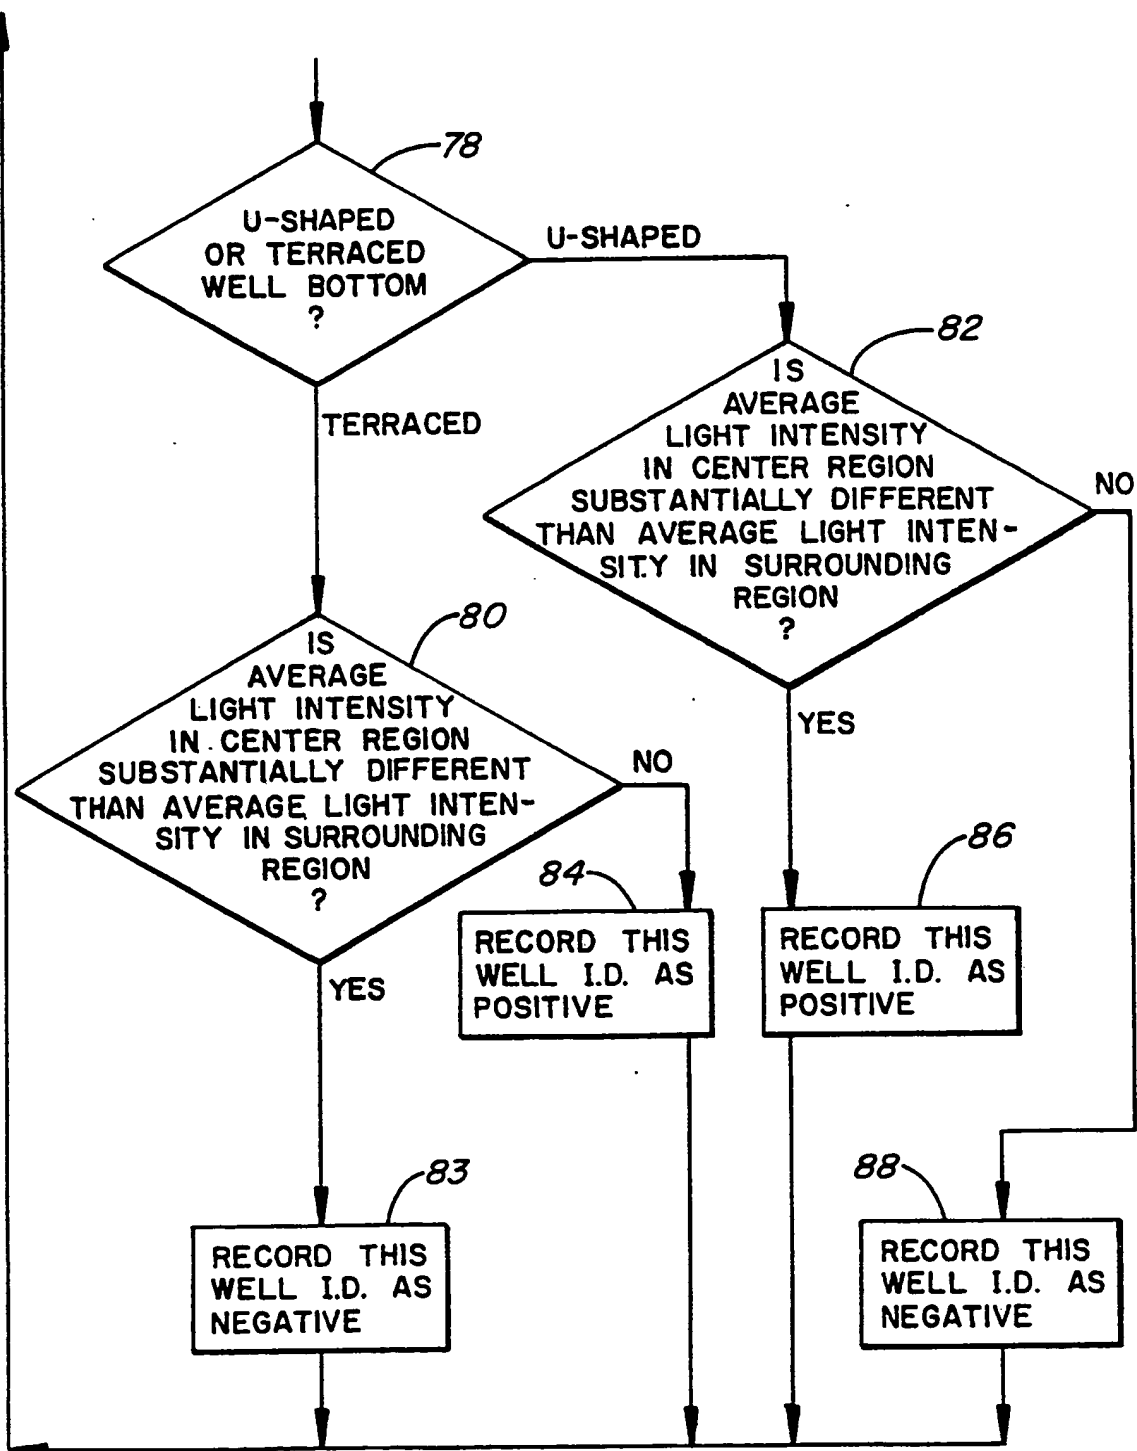 78
U-SHAPED
OR TERRACED
WELL BOTTOM
?
U-SHAPED
TERRACED
82
IS
AVERAGE
LIGHT INTENSITY
IN CENTER REGION
SUBSTANTIALLY DIFFERENT
THAN AVERAGE LIGHT INTEN-
SITY IN SURROUNDING
REGION
?
NO
YES
80
IS
AVERAGE
LIGHT INTENSITY
IN CENTER REGION
SUBSTANTIALLY DIFFERENT
THAN AVERAGE LIGHT INTEN-
SITY IN SURROUNDING
REGION
?
NO
YES
84
RECORD THIS
WELL I.D. AS
POSITIVE
86
RECORD THIS
WELL I.D. AS
POSITIVE
83
RECORD THIS
WELL I.D. AS
NEGATIVE
88
RECORD THIS
WELL I.D. AS
NEGATIVE